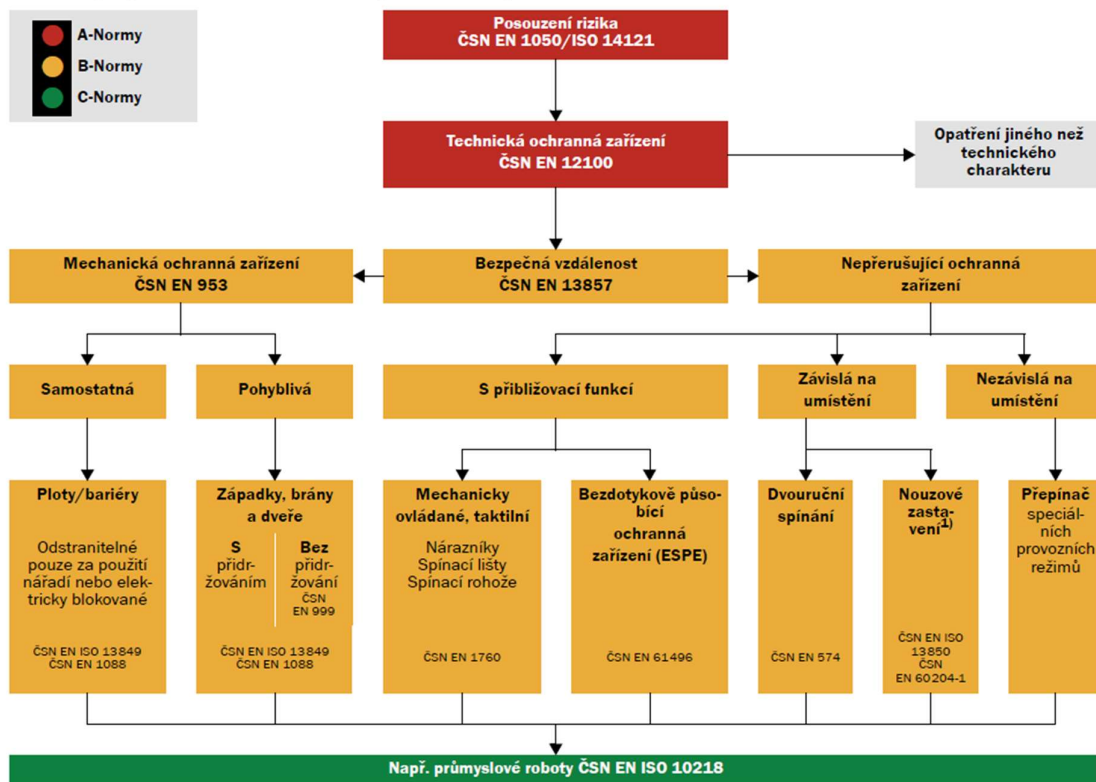 A-Normy
B-Normy
C-Normy
Posouzení rizika
ČSN EN 1050/ISO 14121
Technická ochranná zařízení
ČSN EN 12100
Opatření jiného než
technického
charakteru
Mechanická ochranná zařízení
ČSN EN 953
Bezpečná vzdálenost
ČSN EN 13857
Nepřerušující ochranná
zařízení
Samostatná
Pohyblivá
S přibližovací funkcí
Závislá na
umístění
Nezávislá na
umístění
Ploty/bariéry
Odstranitelné
pouze za použití
nářadí nebo elek-
tricky blokované
ČSN EN ISO 13849
ČSN EN 1088
Západky, brány
a dveře
S
přidr-
žováním
Bez
přidr-
žování
ČSN
EN 999
ČSN EN ISO 13849
ČSN EN 1088
Mechanicky
ovládané, taktilní
Nárazníky
Spínací lišty
Spínací rohože
ČSN EN 1760
Bezdotykově půso-
bící
ochranná
zařízení (ESPE)
ČSN EN 61496
Dvouruční
spínání
ČSN EN 574
Nouzové
zasta-
vení1)
ČSN EN ISO
13850
ČSN
EN 60204-1
Přepínač
speciál-
ních
provozních
režimů
Např. průmyslové roboty ČSN EN ISO 10218